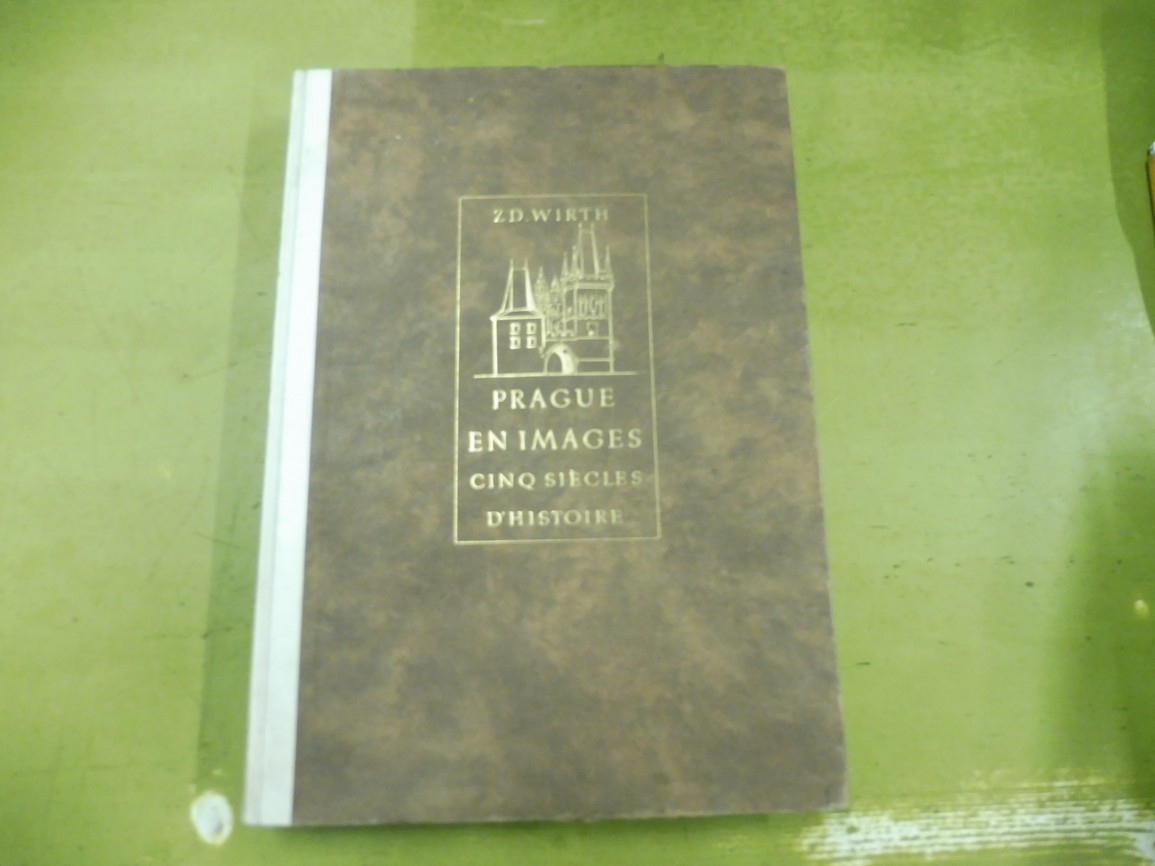 ZD. WIRTH
PRAGUE
EN IMAGES
CINQ SIÈCLES
D'HISTOIRE